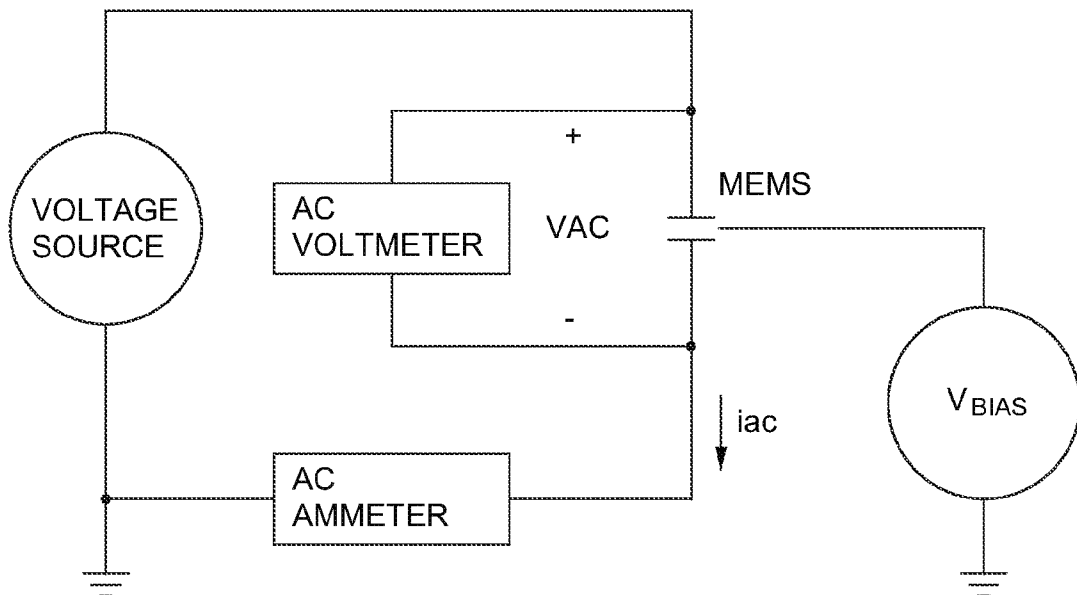 VOLTAGE
SOURCE
AC
VOLTMETER
+
VAC
-
MEMS
VBIAS
iac
AC
AMMETER